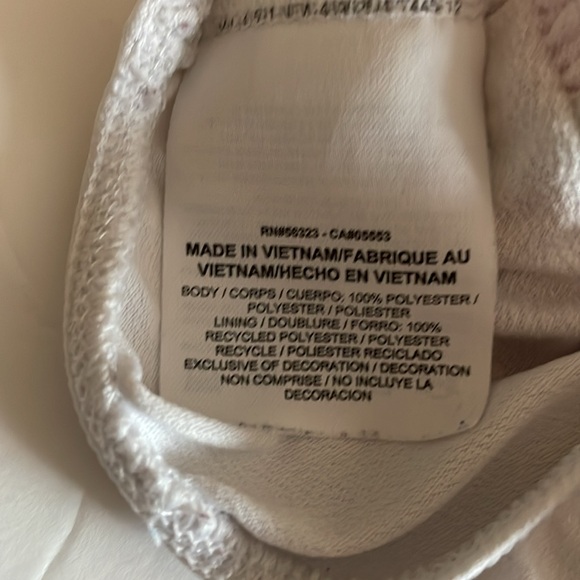 RN#56323 - CA#05553
MADE IN VIETNAM/FABRIQUE AU
VIETNAM/HECHO EN VIETNAM
BODY / CORPS / CUERPO: 100% POLYESTER /
POLYESTER / POLIESTER
LINING / DOUBLURE / FORRO: 100%
RECYCLED POLYESTER / POLYESTER
RECYCLE / POLIESTER RECICLADO
EXCLUSIVE OF DECORATION / DECORATION
NON COMPRISE / NO INCLUYE LA
DECORACION